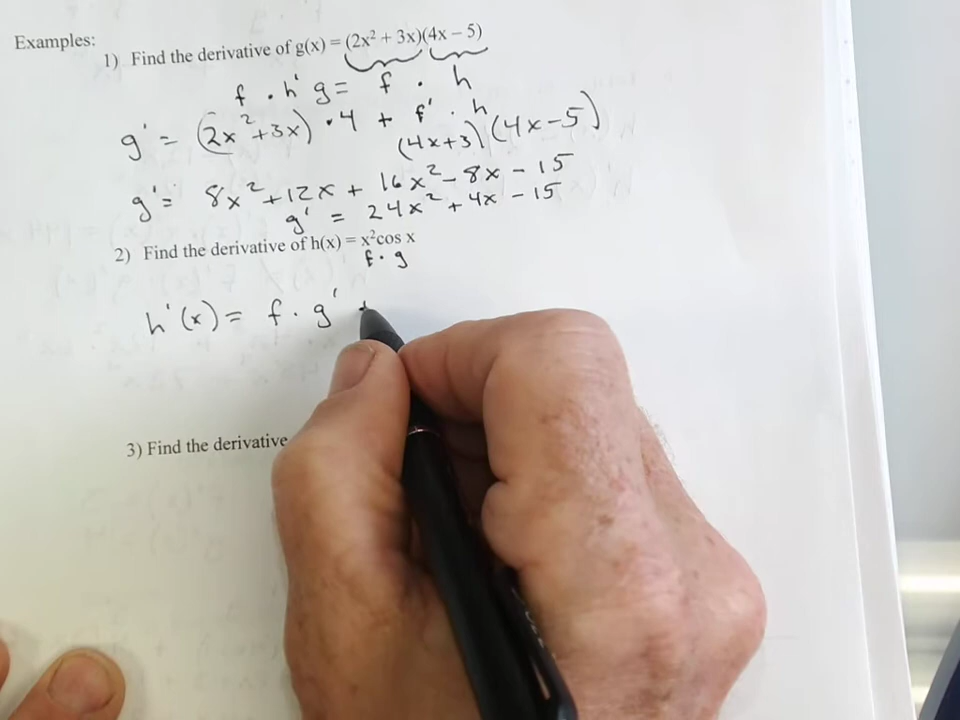 Examples:
1) Find the derivative of g(x) = (2x² + 3x)(4x – 5)
g = f · h
f · h'
g' = (2x² + 3x) · 4 + f' · h
(4x+3)(4x–5)
g' = 8x² + 12x + 16x² – 8x – 15
g' = 24x² + 4x – 15
2) Find the derivative of h(x) = x²cos x
f · g
h'(x) = f · g' +
3) Find the derivative